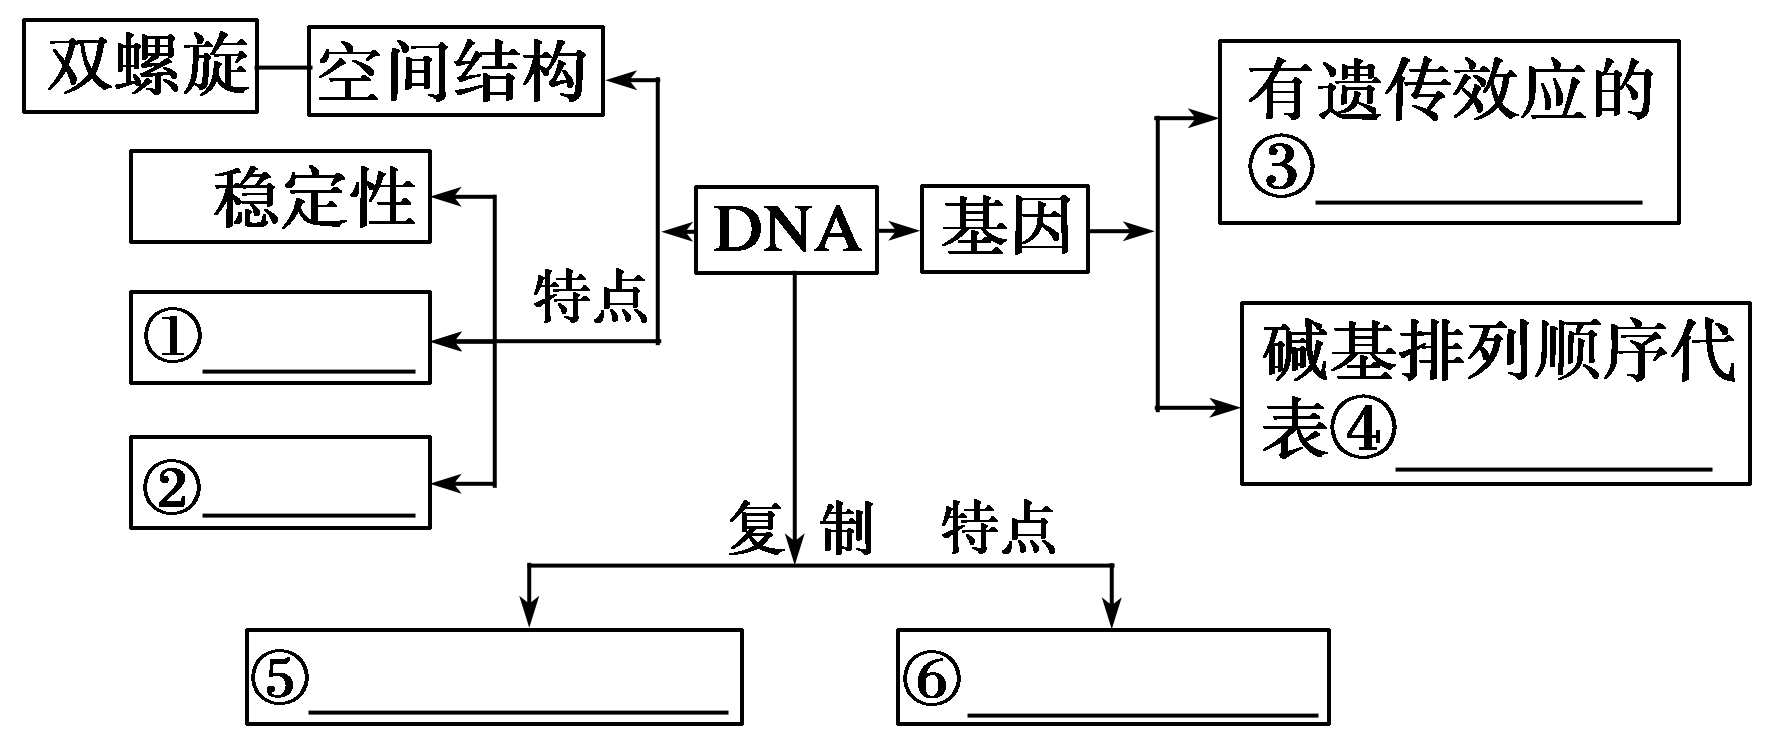 双螺旋
空间结构
稳定性
特点
①
②
DNA
基因
有遗传效应的
③
碱基排列顺序代
表④
复制 特点
⑤
⑥